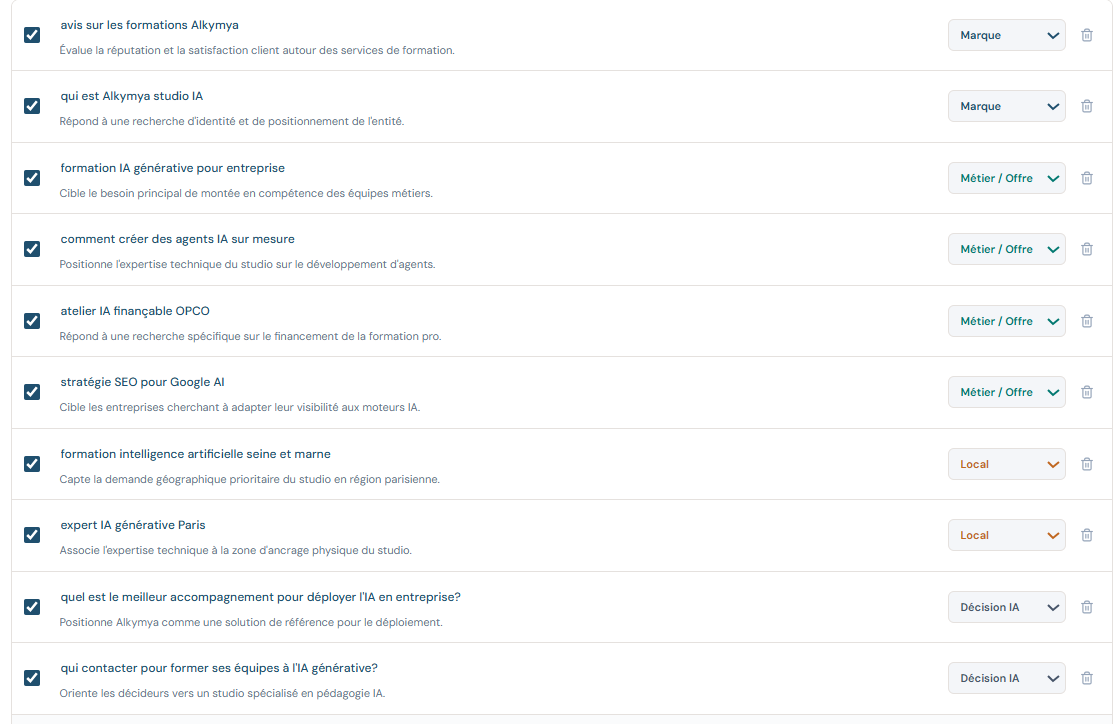 avis sur les formations Alkymya
Marque
Évalue la réputation et la satisfaction client autour des services de formation.
qui est Alkymya studio IA
Marque
Répond à une recherche d'identité et de positionnement de l'entité.
formation IA générative pour entreprise
Métier / Offre
Cible le besoin principal de montée en compétence des équipes métiers.
comment créer des agents IA sur mesure
Métier / Offre
Positionne l'expertise technique du studio sur le développement d'agents.
atelier IA finançable OPCO
Métier / Offre
Répond à une recherche spécifique sur le financement de la formation pro.
stratégie SEO pour Google AI
Métier / Offre
Cible les entreprises cherchant à adapter leur visibilité aux moteurs IA.
formation intelligence artificielle seine et marne
Local
Capte la demande géographique prioritaire du studio en région parisienne.
expert IA générative Paris
Local
Associe l'expertise technique à la zone d'ancrage physique du studio.
quel est le meilleur accompagnement pour déployer l'IA en entreprise?
Décision IA
Positionne Alkymya comme une solution de référence pour le déploiement.
qui contacter pour former ses équipes à l'IA générative?
Décision IA
Oriente les décideurs vers un studio spécialisé en pédagogie IA.